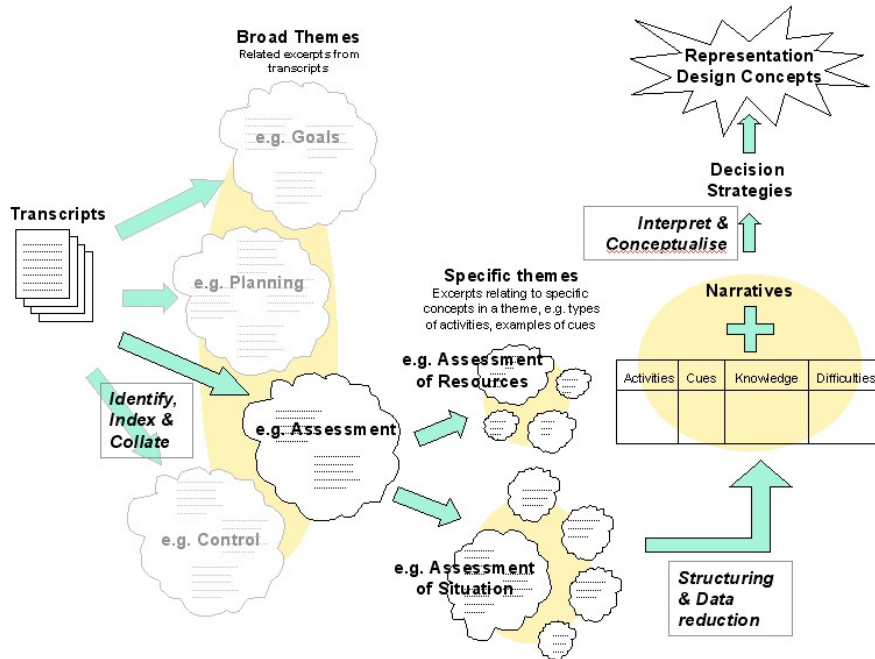 Broad Themes
Related excerpts from
transcripts
e.g. Goals
Transcripts
e.g. Planning
Identify,
Index &
Collate
e.g. Assessment
e.g. Control
Specific themes
Excerpts relating to specific
concepts in a theme, e.g. types
of activities, examples of cues
e.g. Assessment
of Resources
e.g. Assessment
of Situation
Structuring
& Data
reduction
Activities Cues Knowledge Difficulties
Narratives
Interpret &
Conceptualise
Decision
Strategies
Representation
Design Concepts